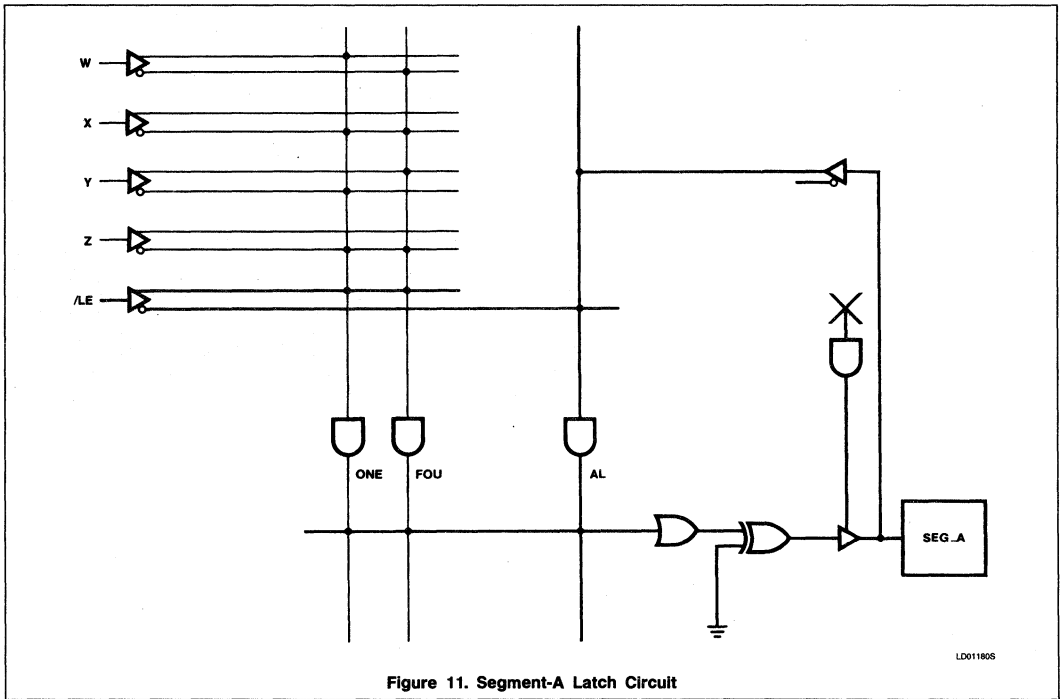 W
X
Y
Z
/LE
ONE
FOU
AL
SEG_A
LD01180S
Figure 11. Segment-A Latch Circuit